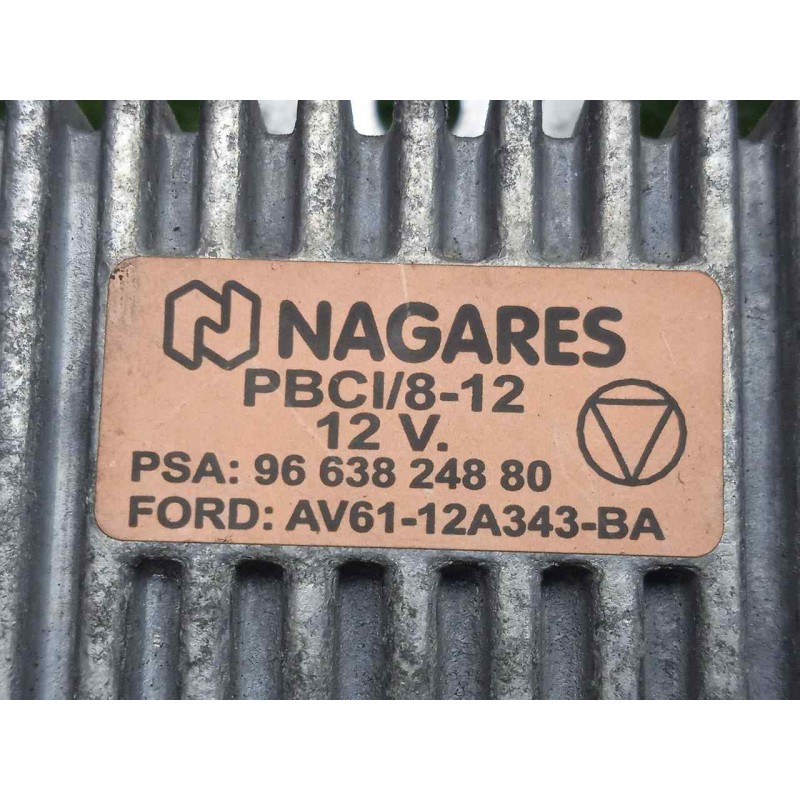 NAGARES
PBCI/8-12
12 V.
PSA: 96 638 248 80
FORD: AV61-12A343-BA